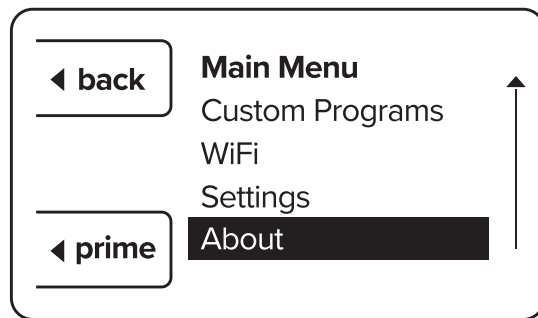 back
Main Menu
Custom Programs
WiFi
Settings
About
prime